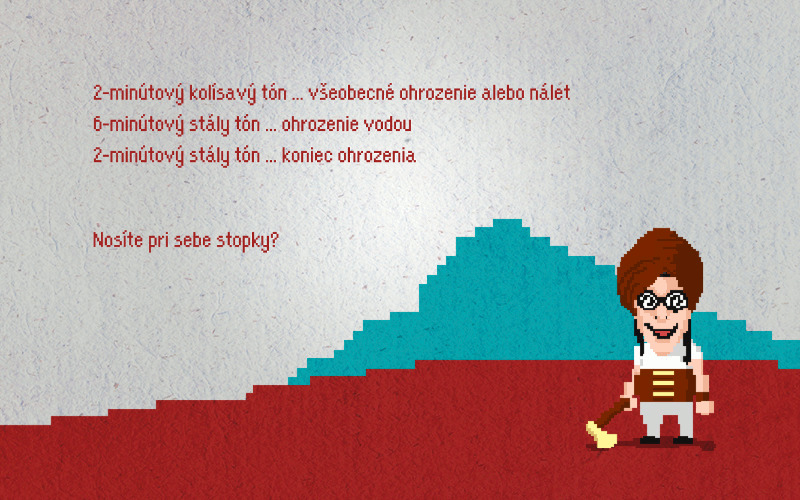 2-minútový kolísavý tón ... všeobecné ohrozenie alebo nálet
6-minútový stály tón ... ohrozenie vodou
2-minútový stály tón ... koniec ohrozenia
Nosíte pri sebe stopky?